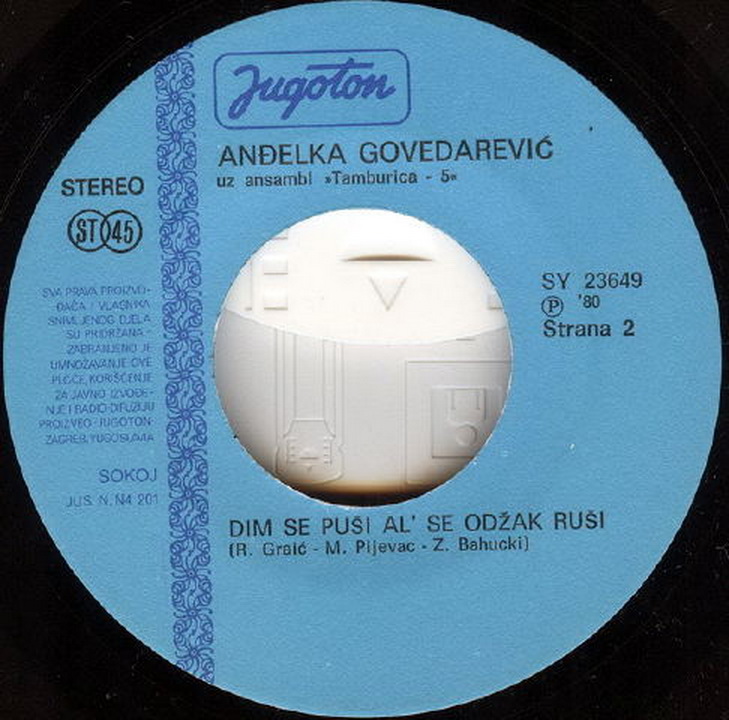 Jugoton
ANĐELKA GOVEDAREVIĆ
uz ansambl »Tamburica - 5«
STEREO
ST 45
SVA PRAVA PROIZVO-
ĐAČA I VLASNIKA
SNIMLJENOG DJELA
SU PRIDRŽANA -
ZABRANJENO JE
UMNOŽAVANJE OVE
PLOČE, KORIŠĆENJE
ZA JAVNO IZVOĐE-
NJE I RADIO-DIFUZIJU
PROIZVEO · JUGOTON·
ZAGREB, YUGOSLAVIA
SOKOJ
JUS. N. N4 201
SY 23649
Ⓟ '80
Strana 2
DIM SE PUŠI AL' SE ODŽAK RUŠI
(R. Graić - M. Pljevac - Z. Bahucki)